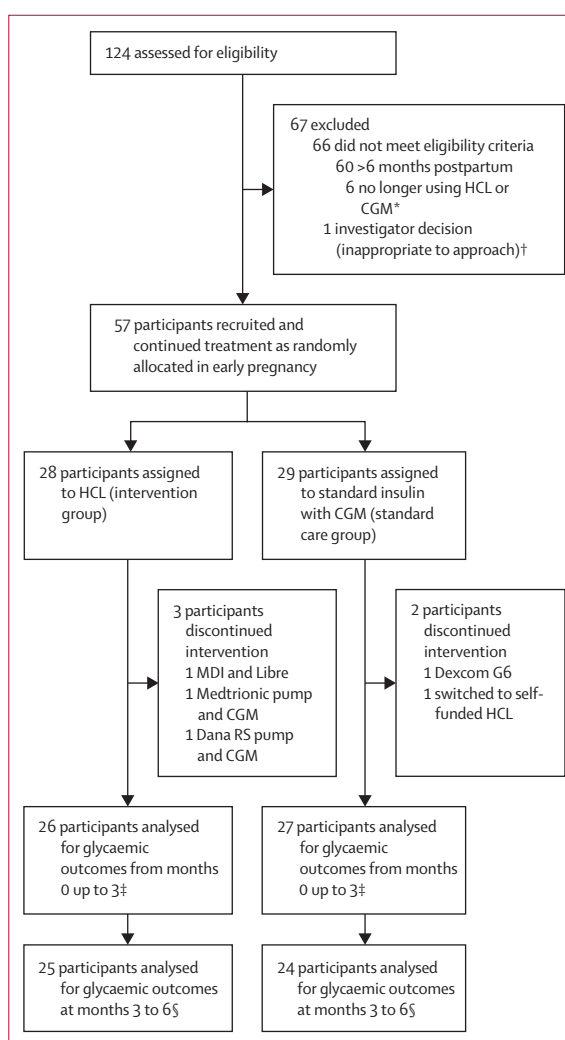 124 assessed for eligibility
67 excluded
66 did not meet eligibility criteria
60 >6 months postpartum
6 no longer using HCL or
CGM*
1 investigator decision
(inappropriate to approach)†
57 participants recruited and
continued treatment as randomly
allocated in early pregnancy
28 participants assigned
to HCL (intervention
group)
29 participants assigned
to standard insulin
with CGM (standard
care group)
3 participants
discontinued
intervention
1 MDI and Libre
1 Medtrionic pump
and CGM
1 Dana RS pump
and CGM
2 participants
discontinued
intervention
1 Dexcom G6
1 switched to self-
funded HCL
26 participants analysed
for glycaemic
outcomes from months
0 up to 3‡
27 participants analysed
for glycaemic
outcomes from months
0 up to 3‡
25 participants analysed
for glycaemic outcomes
at months 3 to 6§
24 participants analysed
for glycaemic outcomes
at months 3 to 6§